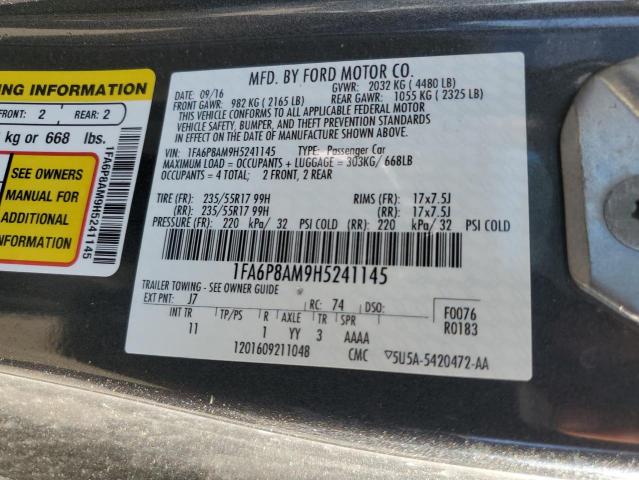 ING INFORMATION
FRONT: 2 REAR: 2
kg or 668 lbs.
SEE OWNERS
MANUAL FOR
ADDITIONAL
INFORMATION
1FA6P8AM9H5241145
MFD. BY FORD MOTOR CO.
DATE: 09/16 GVWR: 2032 KG ( 4480 LB)
FRONT GAWR: 982 KG ( 2165 LB) REAR GAWR: 1055 KG ( 2325 LB)
THIS VEHICLE CONFORMS TO ALL APPLICABLE FEDERAL MOTOR
VEHICLE SAFETY, BUMPER, AND THEFT PREVENTION STANDARDS
IN EFFECT ON THE DATE OF MANUFACTURE SHOWN ABOVE.
VIN: 1FA6P8AM9H5241145 TYPE: Passenger Car
MAXIMUM LOAD = OCCUPANTS + LUGGAGE = 303KG/ 668LB
OCCUPANTS = 4 TOTAL; 2 FRONT, 2 REAR
TIRE (FR): 235/55R17 99H RIMS (FR): 17x7.5J
(RR): 235/55R17 99H (RR): 17x7.5J
PRESSURE (FR): 220 kPa/ 32 PSI COLD (RR): 220 kPa/ 32 PSI COLD
1FA6P8AM9H5241145
TRAILER TOWING - SEE OWNER GUIDE
EXT PNT: J7 RC: 74 DSO: F0076
R0183
INT TR TP/PS R AXLE TR SPR
11 1 YY 3 AAAA
1201609211048 CMC 5U5A-5420472-AA